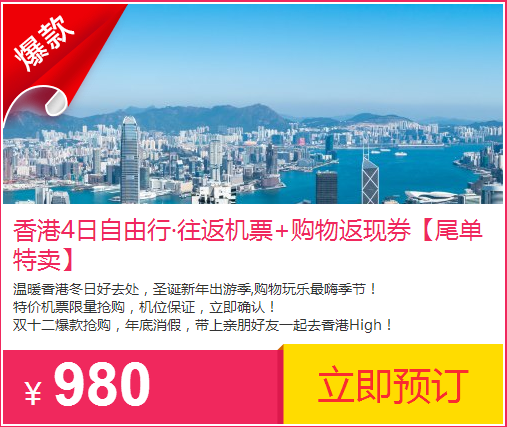 爆款
香港4日自由行·往返机票+购物返现券【尾单
特卖】
温暖香港冬日好去处，圣诞新年出游季,购物玩乐最嗨季节！
特价机票限量抢购，机位保证，立即确认！
双十二爆款抢购，年底消假，带上亲朋好友一起去香港High！
¥ 980
立即预订